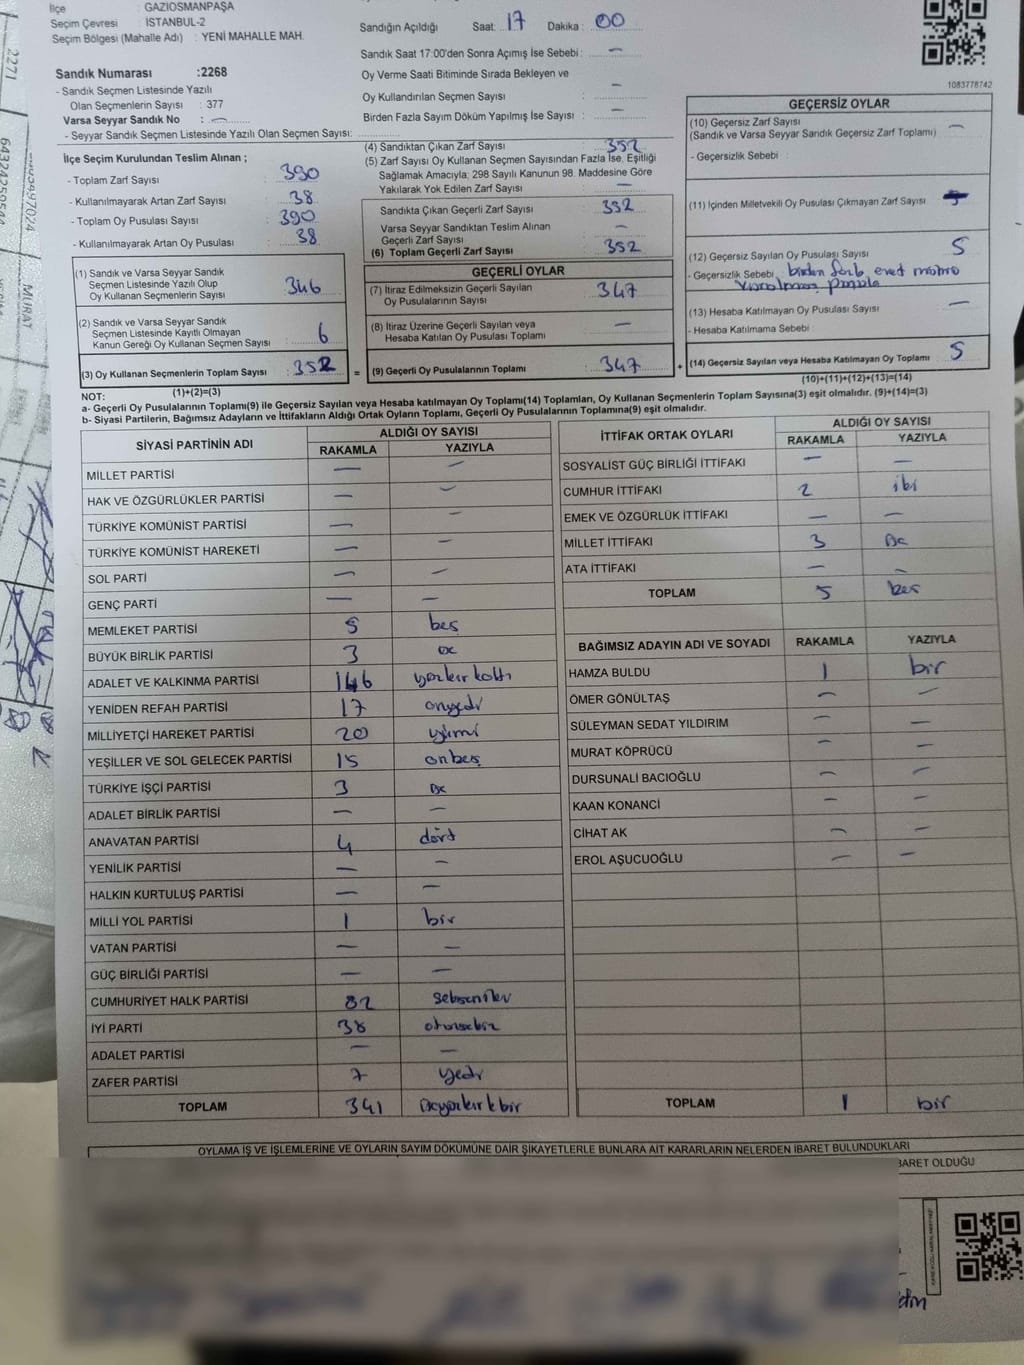 İlçe : GAZİOSMANPAŞA
Seçim Çevresi : İSTANBUL-2
Seçim Bölgesi (Mahalle Adı) : YENİ MAHALLE MAH.
Sandık Numarası :2268
- Sandık Seçmen Listesinde Yazılı
Olan Seçmenlerin Sayısı : 377
Varsa Seyyar Sandık No : —
- Seyyar Sandık Seçmen Listesinde Yazılı Olan Seçmen Sayısı:
İlçe Seçim Kurulundan Teslim Alınan ;
- Toplam Zarf Sayısı : 390
- Kullanılmayarak Artan Zarf Sayısı : 38
- Toplam Oy Pusulası Sayısı : 390
- Kullanılmayarak Artan Oy Pusulası : 38
(1) Sandık ve Varsa Seyyar Sandık
Seçmen Listesinde Yazılı Olup
Oy Kullanan Seçmenlerin Sayısı : 346
(2) Sandık ve Varsa Seyyar Sandık
Seçmen Listesinde Kayıtlı Olmayan
Kanun Gereği Oy Kullanan Seçmen Sayısı : 6
(3) Oy Kullanan Seçmenlerin Toplam Sayısı : 352 =
(1)+(2)=(3)
Sandığın Açıldığı Saat: 17 Dakika : 00
Sandık Saat 17:00'den Sonra Açımış İse Sebebi : —
Oy Verme Saati Bitiminde Sırada Bekleyen ve
Oy Kullandırılan Seçmen Sayısı : —
Birden Fazla Sayım Döküm Yapılmış İse Sayısı : —
(4) Sandıktan Çıkan Zarf Sayısı : 352
(5) Zarf Sayısı Oy Kullanan Seçmen Sayısından Fazla İse, Eşitliği
Sağlamak Amacıyla; 298 Sayılı Kanunun 98. Maddesine Göre
Yakılarak Yok Edilen Zarf Sayısı : —
Sandıkta Çıkan Geçerli Zarf Sayısı : 352
Varsa Seyyar Sandıktan Teslim Alınan
Geçerli Zarf Sayısı : —
(6) Toplam Geçerli Zarf Sayısı : 352
GEÇERLİ OYLAR
(7) İtiraz Edilmeksizin Geçerli Sayılan
Oy Pusulalarının Sayısı : 347
(8) İtiraz Üzerine Geçerli Sayılan veya
Hesaba Katılan Oy Pusulası Toplamı : —
(9) Geçerli Oy Pusulalarının Toplamı : 347 +
1083778742
GEÇERSİZ OYLAR
(10) Geçersiz Zarf Sayısı : —
(Sandık ve Varsa Seyyar Sandık Geçersiz Zarf Toplamı)
- Geçersizlik Sebebi :
(11) İçinden Milletvekili Oy Pusulası Çıkmayan Zarf Sayısı
(12) Geçersiz Sayılan Oy Pusulası Sayısı : 5
- Geçersizlik Sebebi : birden fazla evet mührü
(13) Hesaba Katılmayan Oy Pusulası Sayısı : —
- Hesaba Katılmama Sebebi :
(14) Geçersiz Sayılan veya Hesaba Katılmayan Oy Toplamı : 5
(10)+(11)+(12)+(13)=(14)
NOT:
a- Geçerli Oy Pusulalarının Toplamı(9) ile Geçersiz Sayılan veya Hesaba katılmayan Oy Toplamı(14) Toplamları, Oy Kullanan Seçmenlerin Toplam Sayısına(3) eşit olmalıdır. (9)+(14)=(3)
b- Siyasi Partilerin, Bağımsız Adayların ve İttifakların Aldığı Ortak Oyların Toplamı, Geçerli Oy Pusulalarının Toplamına(9) eşit olmalıdır.
SİYASİ PARTİNİN ADI ALDIĞI OY SAYISI
RAKAMLA YAZIYLA
MİLLET PARTİSİ — —
HAK VE ÖZGÜRLÜKLER PARTİSİ — —
TÜRKİYE KOMÜNİST PARTİSİ — —
TÜRKİYE KOMÜNİST HAREKETİ — —
SOL PARTİ — —
GENÇ PARTİ — —
MEMLEKET PARTİSİ 5 beş
BÜYÜK BİRLİK PARTİSİ 3 üç
ADALET VE KALKINMA PARTİSİ 146 yüzkırkaltı
YENİDEN REFAH PARTİSİ 17 onyedi
MİLLİYETÇİ HAREKET PARTİSİ 20 yirmi
YEŞİLLER VE SOL GELECEK PARTİSİ 15 onbeş
TÜRKİYE İŞÇİ PARTİSİ 3 üç
ADALET BİRLİK PARTİSİ — —
ANAVATAN PARTİSİ 4 dört
YENİLİK PARTİSİ — —
HALKIN KURTULUŞ PARTİSİ — —
MİLLİ YOL PARTİSİ 1 bir
VATAN PARTİSİ — —
GÜÇ BİRLİĞİ PARTİSİ — —
CUMHURİYET HALK PARTİSİ 82 sekseniki
İYİ PARTİ 38 otuzsekiz
ADALET PARTİSİ — —
ZAFER PARTİSİ 7 yedi
TOPLAM 341 üçyüzkırkbir
İTTİFAK ORTAK OYLARI ALDIĞI OY SAYISI
RAKAMLA YAZIYLA
SOSYALİST GÜÇ BİRLİĞİ İTTİFAKI — —
CUMHUR İTTİFAKI 2 iki
EMEK VE ÖZGÜRLÜK İTTİFAKI — —
MİLLET İTTİFAKI 3 üç
ATA İTTİFAKI — —
TOPLAM 5 beş
BAĞIMSIZ ADAYIN ADI VE SOYADI RAKAMLA YAZIYLA
HAMZA BULDU 1 bir
ÖMER GÖNÜLTAŞ — —
SÜLEYMAN SEDAT YILDIRIM — —
MURAT KÖPRÜCÜ — —
DURSUNALİ BACIOĞLU — —
KAAN KONANCİ — —
CİHAT AK — —
EROL AŞUCUOĞLU — —
TOPLAM 1 bir
OYLAMA İŞ VE İŞLEMLERİNE VE OYLARIN SAYIM DÖKÜMÜNE DAİR ŞİKAYETLERLE BUNLARA AİT KARARLARIN NELERDEN İBARET BULUNDUKLARI
BARET OLDUĞU
2271
MURAT